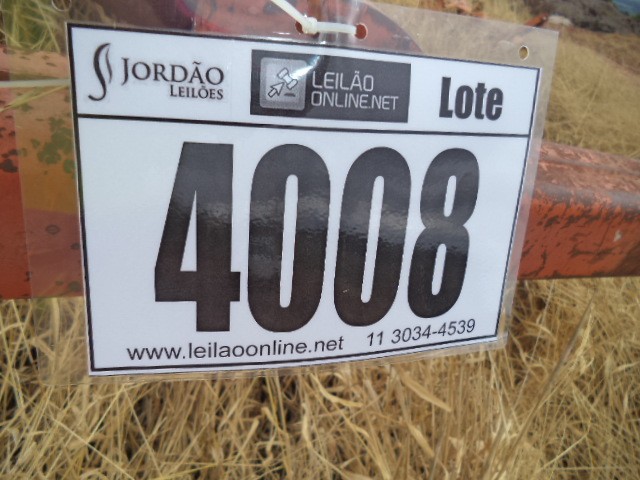 JORDÃO
LEILÕES
LEILÃO
ONLINE.NET
Lote
4008
www.leilaoonline.net 11 3034-4539